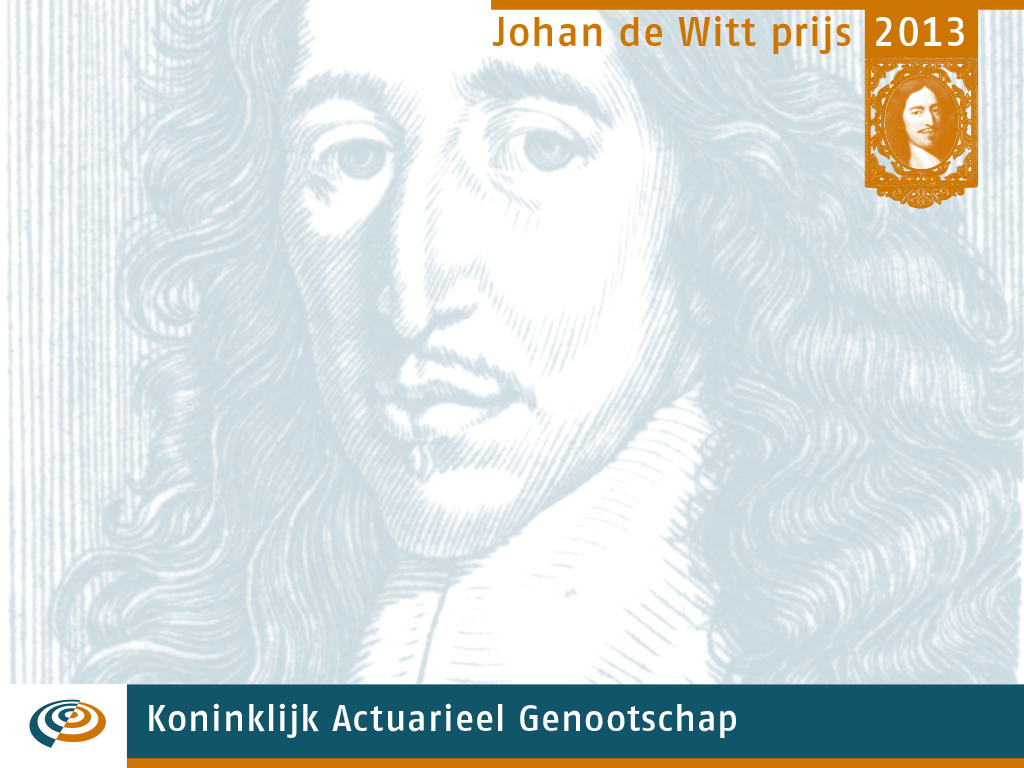 Johan de Witt prijs 2013
Koninklijk Actuarieel Genootschap